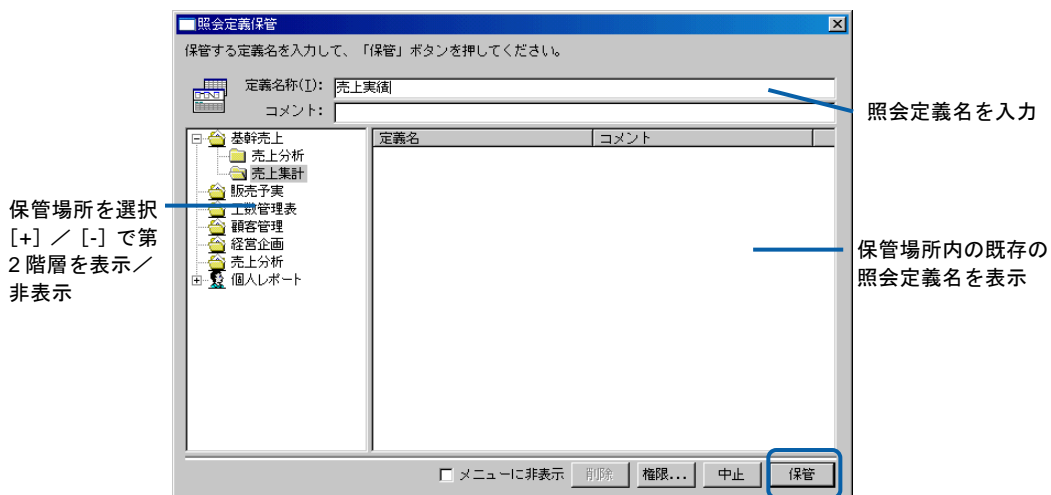 照会定義保管
保管する定義名を入力して、「保管」ボタンを押してください。
定義名称(I): 売上実績
コメント:
照会定義名を入力
基幹売上
売上分析
売上集計
販売予実
工数管理表
顧客管理
経営企画
売上分析
個人レポート
定義名 コメント
保管場所を選択
[+] / [-] で第
2階層を表示/
非表示
保管場所内の既存の
照会定義名を表示
メニューに非表示 削除 権限... 中止 保管